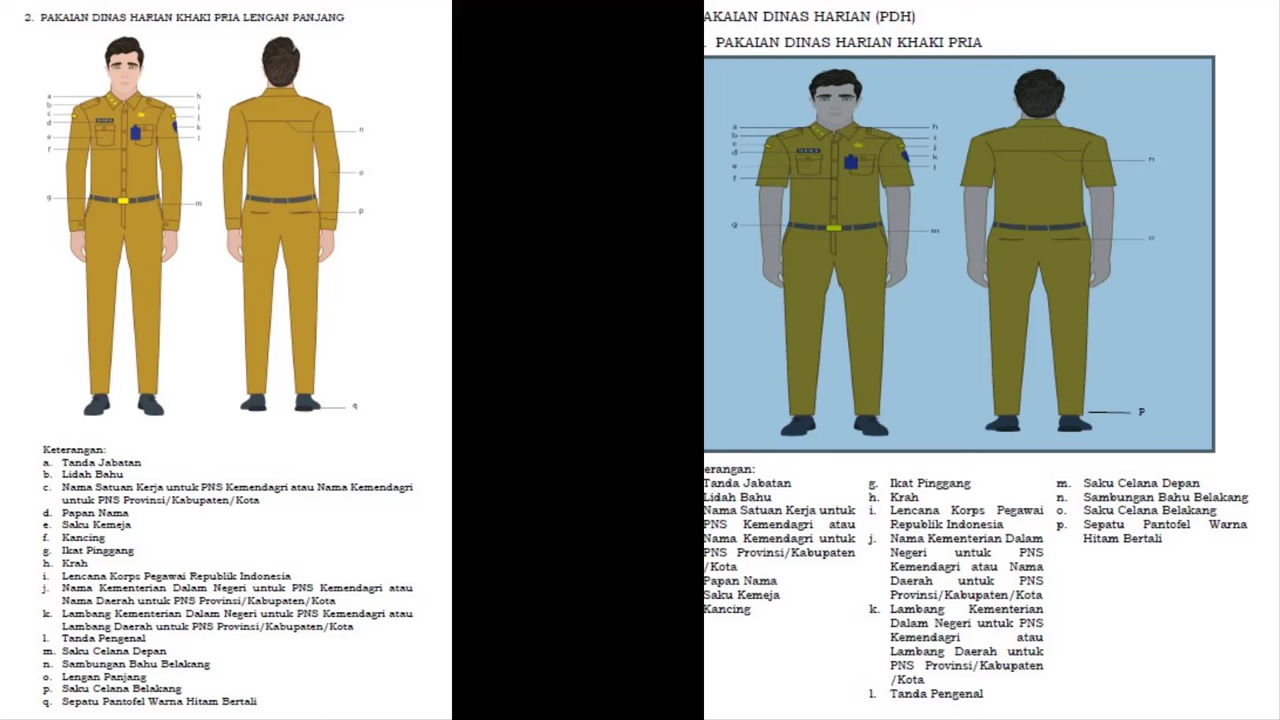 2. PAKAIAN DINAS HARIAN KHAKI PRIA LENGAN PANJANG
a
b
c
d
e
f
g
h
i
j
k
l
m
n
o
p
q
Keterangan:
a. Tanda Jabatan
b. Lidah Bahu
c. Nama Satuan Kerja untuk PNS Kemendagri atau Nama Kemendagri
untuk PNS Provinsi/Kabupaten/Kota
d. Papan Nama
e. Saku Kemeja
f. Kancing
g. Ikat Pinggang
h. Krah
i. Lencana Korps Pegawai Republik Indonesia
j. Nama Kementerian Dalam Negeri untuk PNS Kemendagri atau
Nama Daerah untuk PNS Provinsi/Kabupaten/Kota
k. Lambang Kementerian Dalam Negeri untuk PNS Kemendagri atau
Lambang Daerah untuk PNS Provinsi/Kabupaten/Kota
l. Tanda Pengenal
m. Saku Celana Depan
n. Sambungan Bahu Belakang
o. Lengan Panjang
p. Saku Celana Belakang
q. Sepatu Pantofel Warna Hitam Bertali
AKAIAN DINAS HARIAN (PDH)
. PAKAIAN DINAS HARIAN KHAKI PRIA
a
b
c
d
e
f
g
h
i
j
k
l
m
n
o
p
erangan:
Tanda Jabatan
Lidah Bahu
Nama Satuan Kerja untuk
PNS Kemendagri atau
Nama Kemendagri untuk
PNS Provinsi/Kabupaten
/Kota
Papan Nama
Saku Kemeja
Kancing
g. Ikat Pinggang
h. Krah
i. Lencana Korps Pegawai
Republik Indonesia
j. Nama Kementerian Dalam
Negeri untuk PNS
Kemendagri atau Nama
Daerah untuk PNS
Provinsi/Kabupaten/Kota
k. Lambang Kementerian
Dalam Negeri untuk PNS
Kemendagri atau
Lambang Daerah untuk
PNS Provinsi/Kabupaten
/Kota
l. Tanda Pengenal
m. Saku Celana Depan
n. Sambungan Bahu Belakang
o. Saku Celana Belakang
p. Sepatu Pantofel Warna
Hitam Bertali